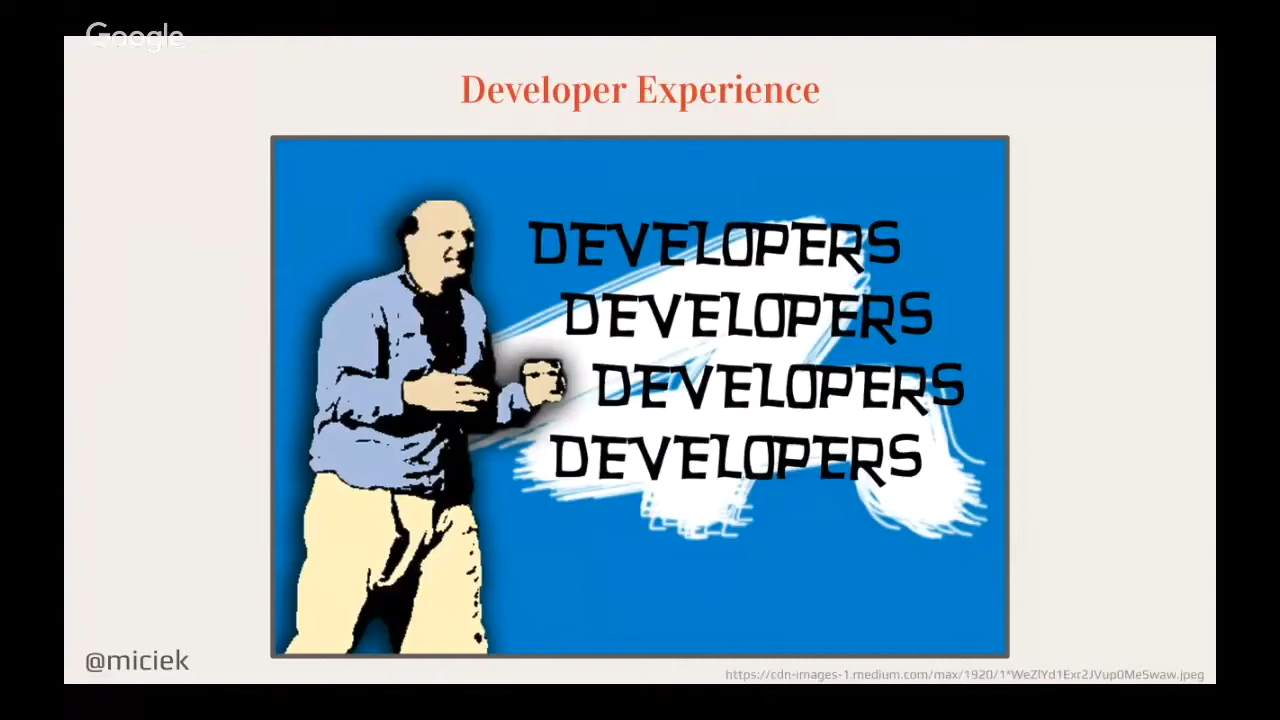 Google
Developer Experience
DEVELOPERS
DEVELOPERS
DEVELOPERS
DEVELOPERS
@miciek
https://cdn-images-1.medium.com/max/1920/1*WeZlYd1Exr2JVup0MeSwaw.jpeg